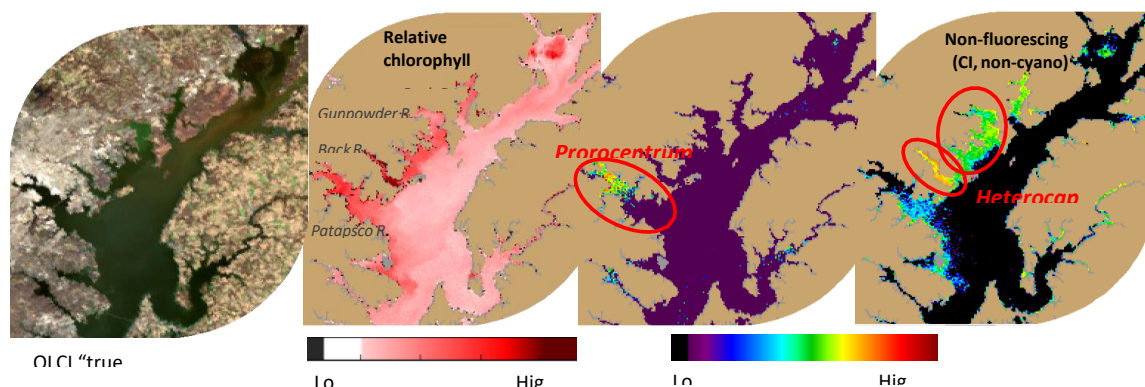 Relative
chlorophyll
Non-fluorescing
(CI, non-cyano)
Gunpowder R.
Back R.
Prorocentrum
Heterocap
Patapsco R.
OLCI “true
Lo
Hig
Lo
Hig